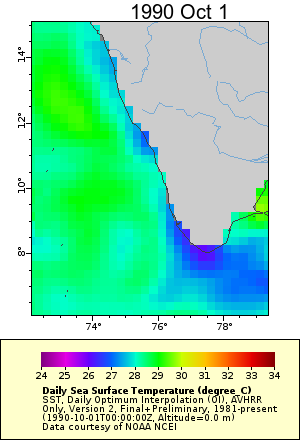 1990 Oct 1
14°
12°
10°
8°
74°
76°
78°
24 25 26 27 28 29 30 31 32 33 34
Daily Sea Surface Temperature (degree_C)
SST, Daily Optimum Interpolation (OI), AVHRR
Only, Version 2, Final+Preliminary, 1981-present
(1990-10-01T00:00:00Z, Altitude=0.0 m)
Data courtesy of NOAA NCEI